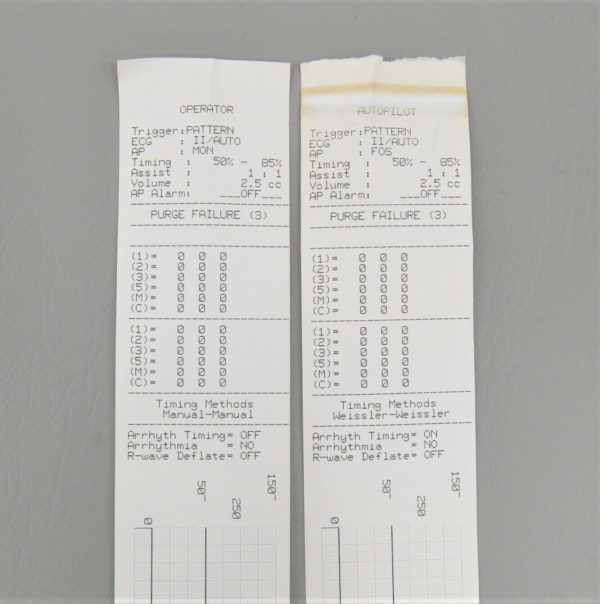 OPERATOR
Trigger:PATTERN
ECG : II/AUTO
AP : MON
Timing : 50% - 85%
Assist : 1 : 1
Volume : 2.5 cc
AP Alarm: ___OFF___
PURGE FAILURE (3)
(1)= 0 0 0
(2)= 0 0 0
(3)= 0 0 0
(5)= 0 0 0
(M)= 0 0 0
(C)= 0 0 0
(1)= 0 0 0
(2)= 0 0 0
(3)= 0 0 0
(5)= 0 0 0
(M)= 0 0 0
(C)= 0 0 0
Timing Methods
Manual-Manual
Arrhyth Timing= OFF
Arrhythmia = NO
R-wave Deflate= OFF
0
50
250
150
AUTOPILOT
Trigger:PATTERN
ECG : II/AUTO
AP : FOS
Timing : 50% - 85%
Assist : 1 : 1
Volume : 2.5 cc
AP Alarm: ___OFF___
PURGE FAILURE (3)
(1)= 0 0 0
(2)= 0 0 0
(3)= 0 0 0
(5)= 0 0 0
(M)= 0 0 0
(C)= 0 0 0
(1)= 0 0 0
(2)= 0 0 0
(3)= 0 0 0
(5)= 0 0 0
(M)= 0 0 0
(C)= 0 0 0
Timing Methods
Weissler-Weissler
Arrhyth Timing= ON
Arrhythmia = NO
R-wave Deflate= OFF
0
50
250
150